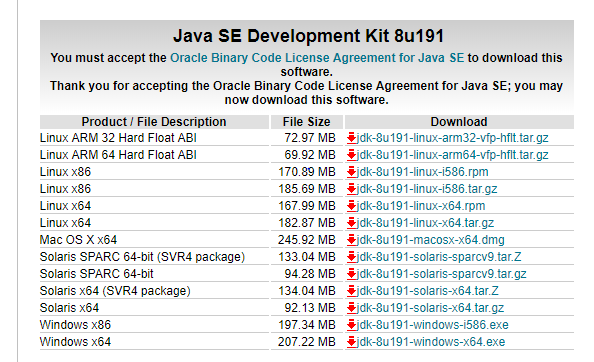 Java SE Development Kit 8u191
You must accept the Oracle Binary Code License Agreement for Java SE to download this
software.
Thank you for accepting the Oracle Binary Code License Agreement for Java SE; you may
now download this software.
Product / File Description File Size Download
Linux ARM 32 Hard Float ABI 72.97 MB jdk-8u191-linux-arm32-vfp-hflt.tar.gz
Linux ARM 64 Hard Float ABI 69.92 MB jdk-8u191-linux-arm64-vfp-hflt.tar.gz
Linux x86 170.89 MB jdk-8u191-linux-i586.rpm
Linux x86 185.69 MB jdk-8u191-linux-i586.tar.gz
Linux x64 167.99 MB jdk-8u191-linux-x64.rpm
Linux x64 182.87 MB jdk-8u191-linux-x64.tar.gz
Mac OS X x64 245.92 MB jdk-8u191-macosx-x64.dmg
Solaris SPARC 64-bit (SVR4 package) 133.04 MB jdk-8u191-solaris-sparcv9.tar.Z
Solaris SPARC 64-bit 94.28 MB jdk-8u191-solaris-sparcv9.tar.gz
Solaris x64 (SVR4 package) 134.04 MB jdk-8u191-solaris-x64.tar.Z
Solaris x64 92.13 MB jdk-8u191-solaris-x64.tar.gz
Windows x86 197.34 MB jdk-8u191-windows-i586.exe
Windows x64 207.22 MB jdk-8u191-windows-x64.exe